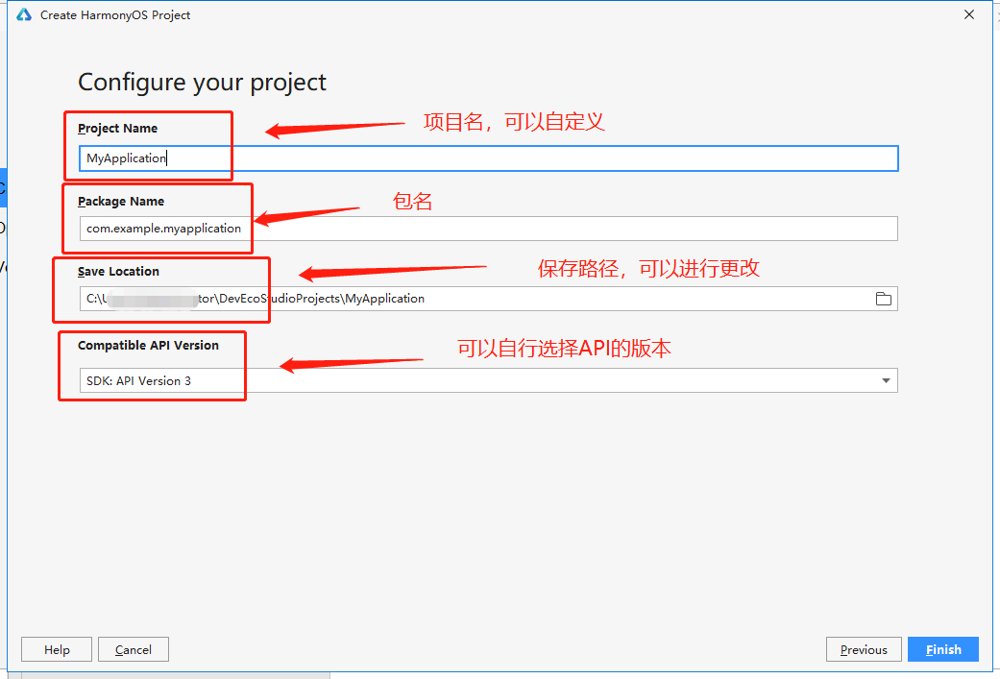 Create HarmonyOS Project
Configure your project
Project Name
项目名，可以自定义
MyApplication
Package Name
包名
com.example.myapplication
Save Location
保存路径，可以进行更改
C:\U tor\DevEcoStudioProjects\MyApplication
Compatible API Version
可以自行选择API的版本
SDK: API Version 3
Help
Cancel
Previous
Finish